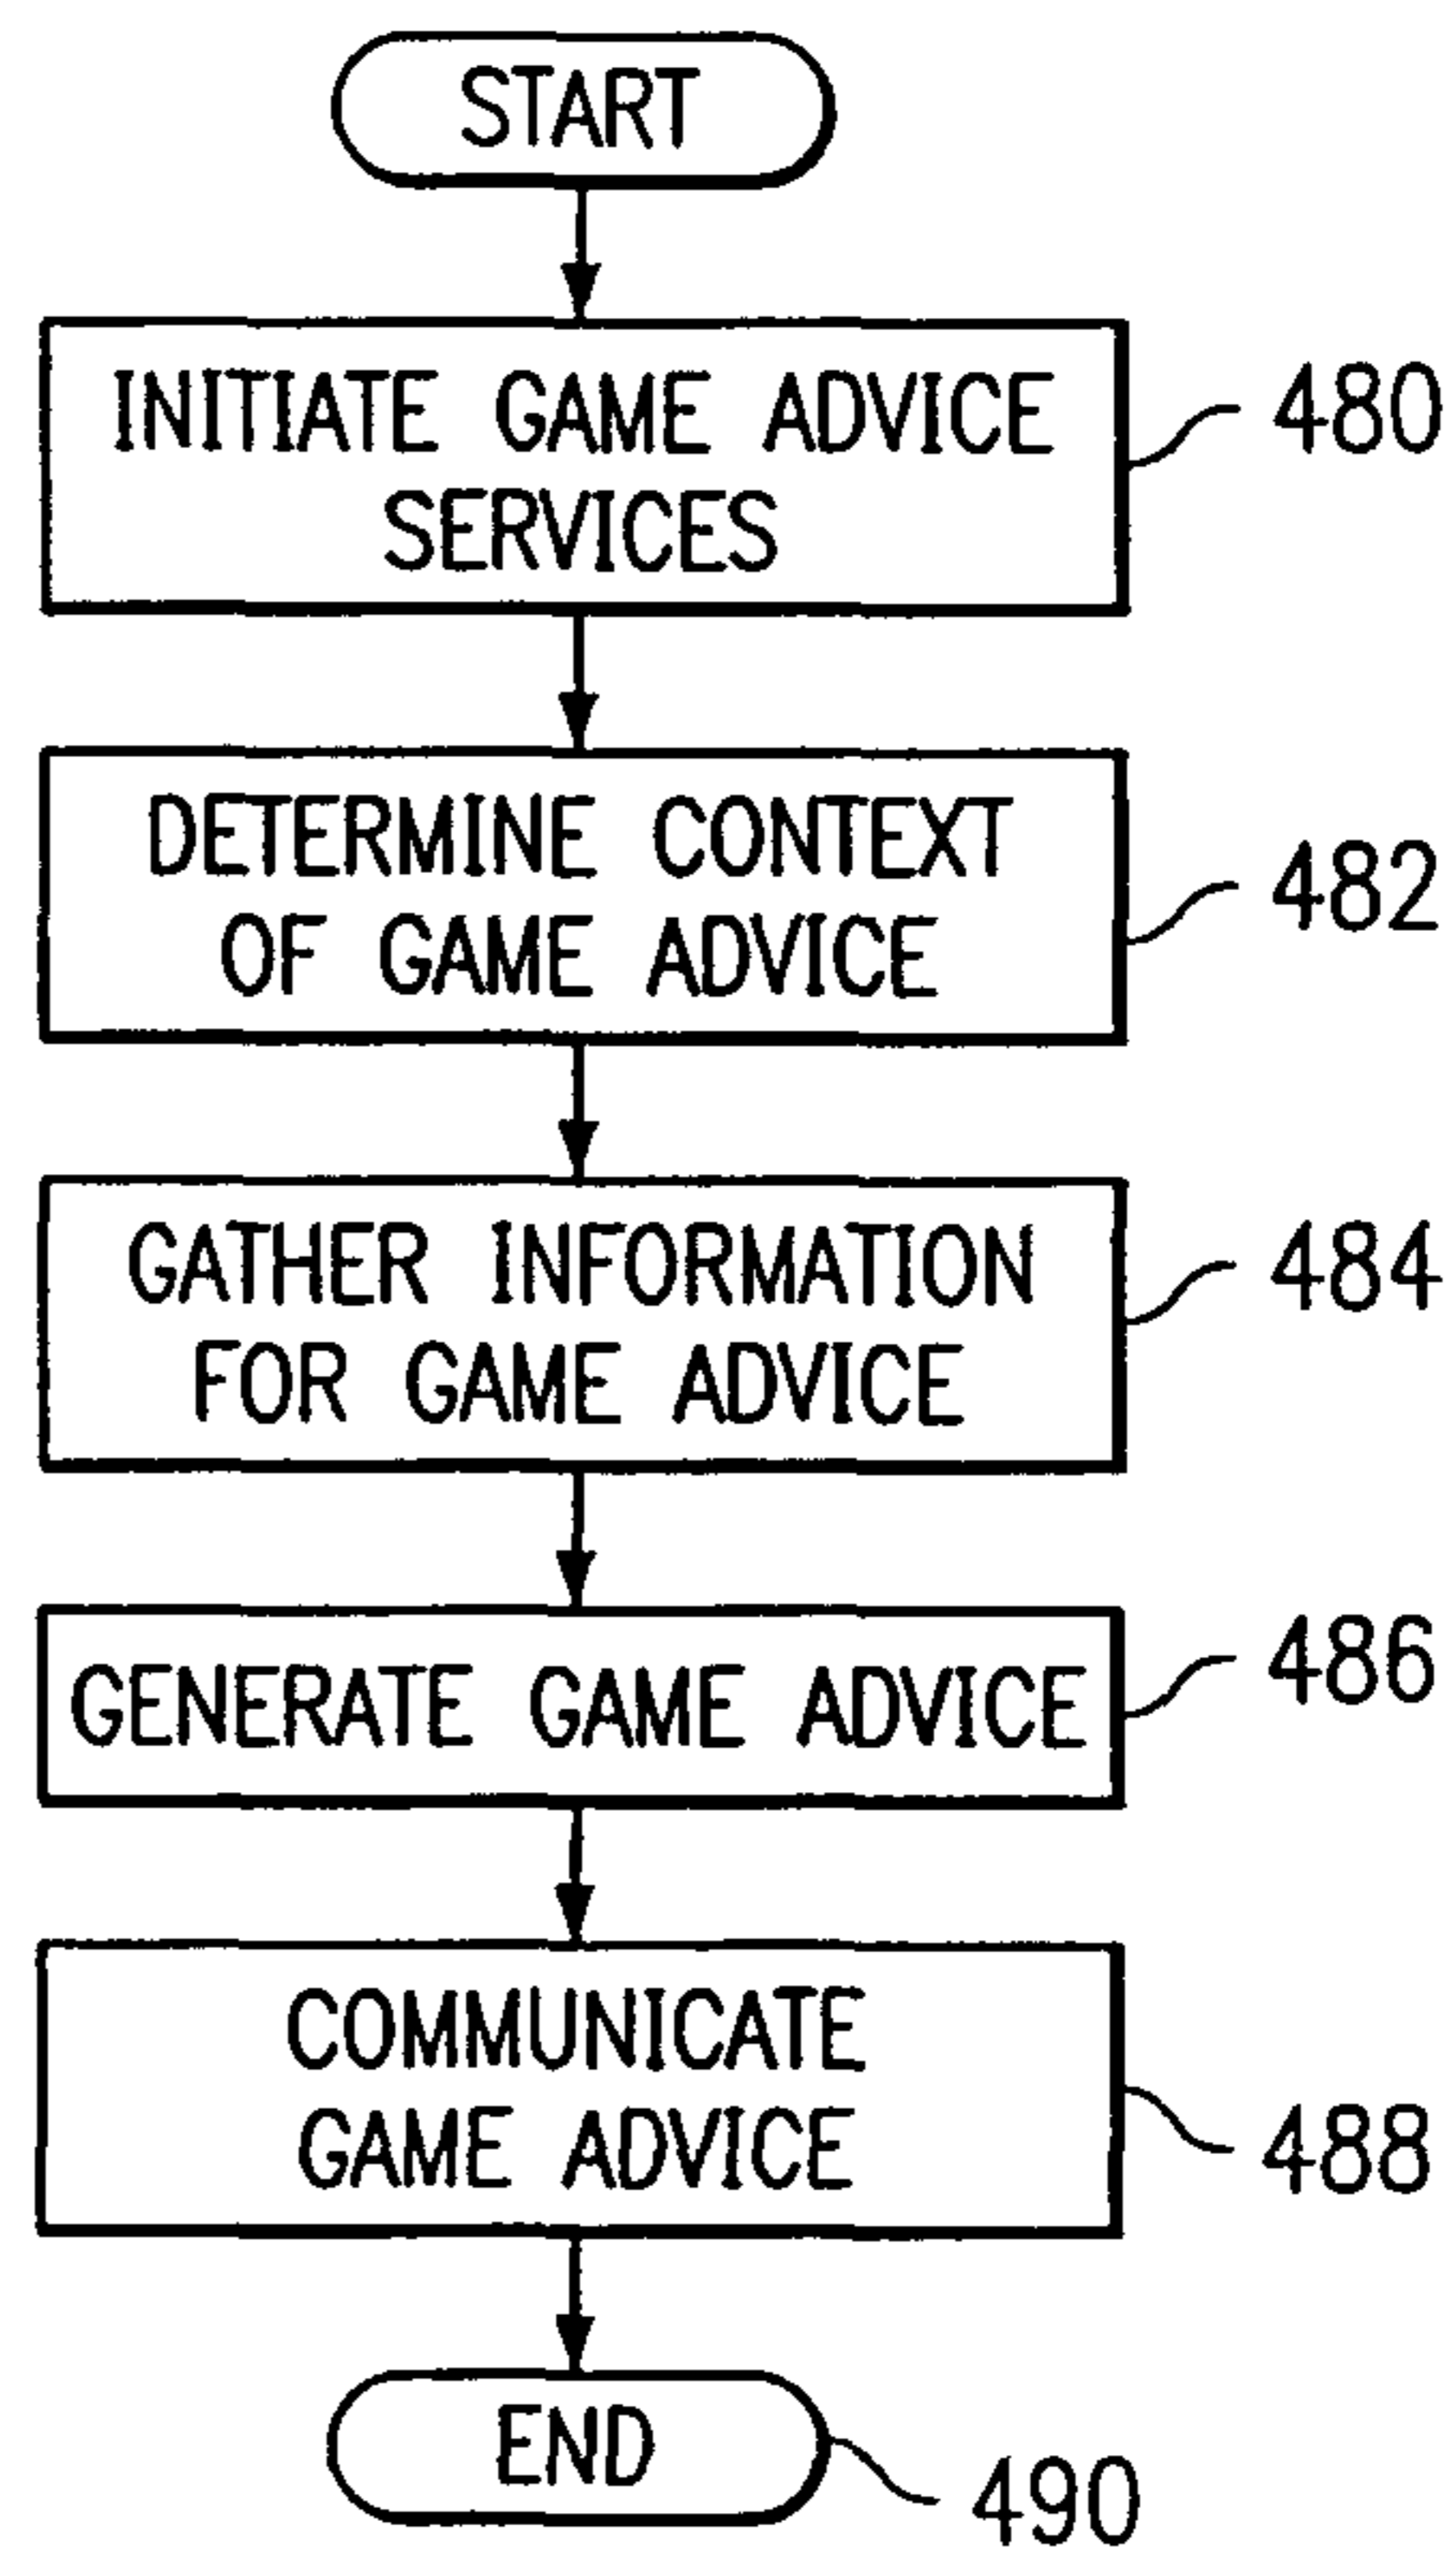 START
INITIATE GAME ADVICE
SERVICES
480
DETERMINE CONTEXT
OF GAME ADVICE
482
GATHER INFORMATION
FOR GAME ADVICE
484
GENERATE GAME ADVICE
486
COMMUNICATE
GAME ADVICE
488
END
490